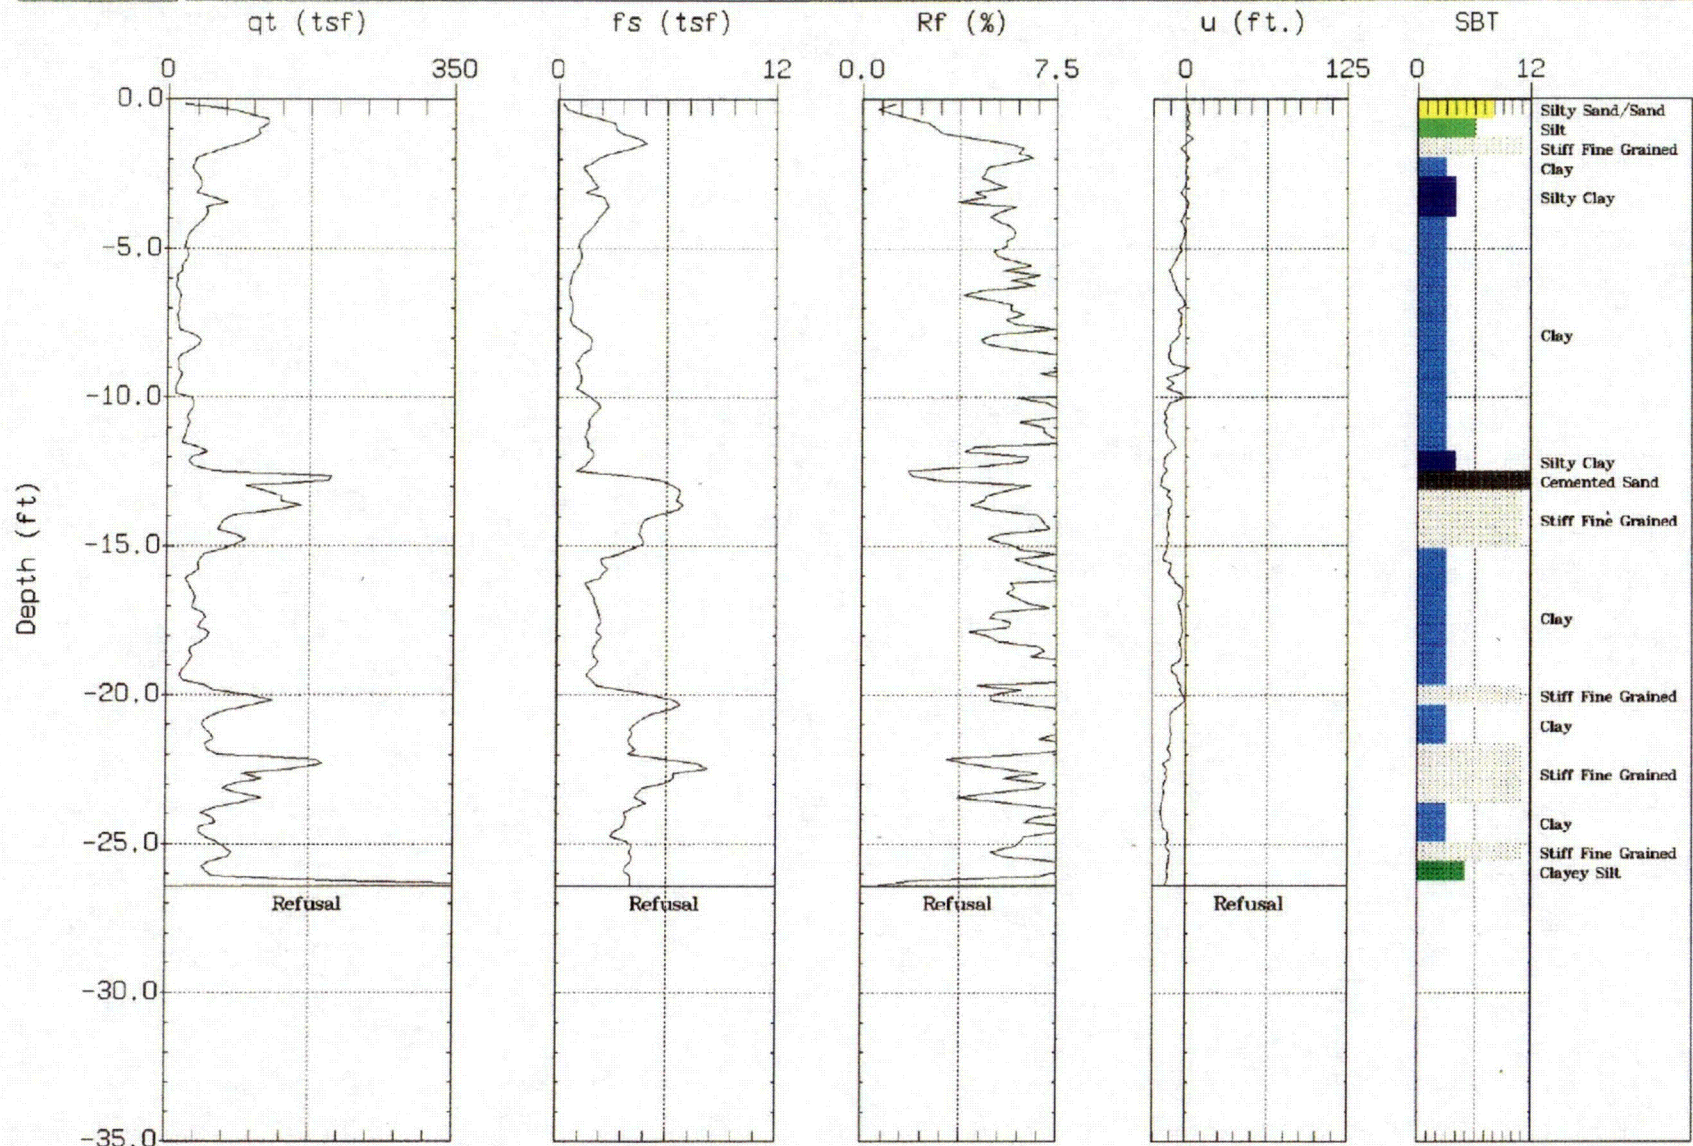 qt (tsf) fs (tsf) Rf (%) u (ft.) SBT
0 350 0 12 0.0 7.5 0 125 0 12
0.0
Silty Sand/Sand
Silt
Stiff Fine Grained
Clay
Silty Clay
-5.0
Clay
-10.0
Silty Clay
Cemented Sand
Stiff Fine Grained
-15.0
Depth (ft)
Clay
-20.0
Stiff Fine Grained
Clay
Stiff Fine Grained
Clay
-25.0
Stiff Fine Grained
Clayey Silt
Refusal Refusal Refusal Refusal
-30.0
-35.0